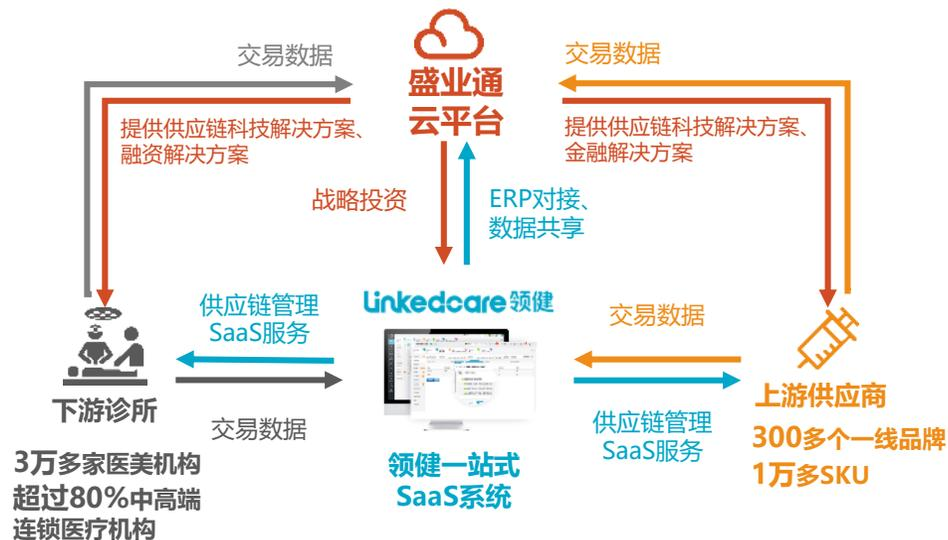 交易数据
交易数据
盛业通
云平台
提供供应链科技解决方案、
融资解决方案
提供供应链科技解决方案、
金融解决方案
战略投资
ERP对接、
数据共享
供应链管理
SaaS服务
Linkedcare领健
交易数据
下游诊所
交易数据
供应链管理
SaaS服务
上游供应商
300多个一线品牌
1万多SKU
领健一站式
SaaS系统
3万多家医美机构
超过80%中高端
连锁医疗机构